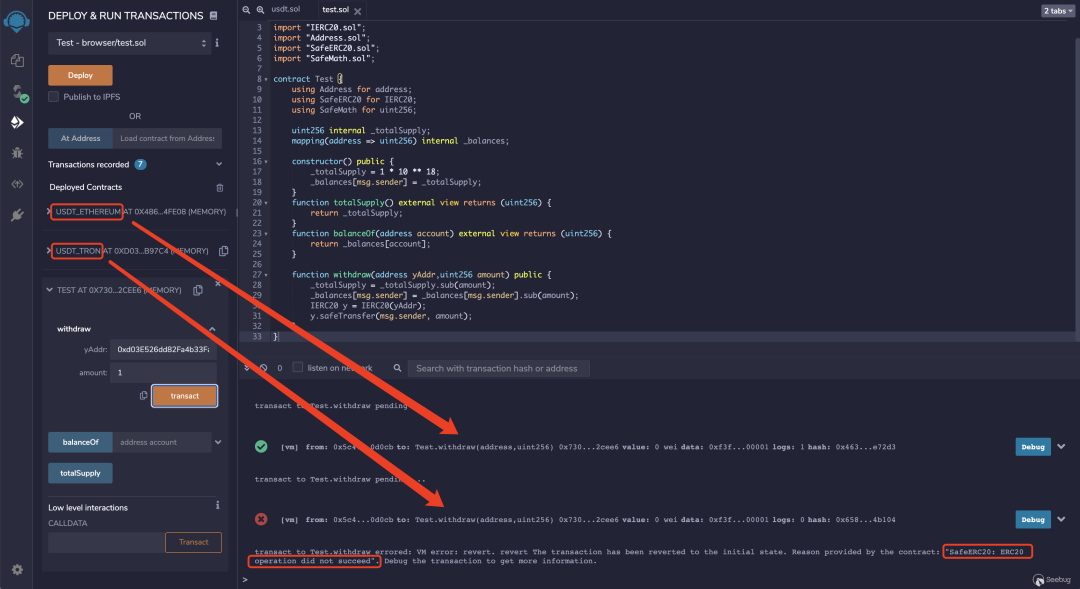 DEPLOY & RUN TRANSACTIONS
Test - browser/test.sol
i
Deploy
Publish to IPFS
OR
At Address
Load contract from Address
Transactions recorded 7
Deployed Contracts
USDT_ETHEREUM AT 0X486...4FE08 (MEMORY)
USDT_TRON AT 0XD03...B97C4 (MEMORY)
TEST AT 0X730...2CEE6 (MEMORY)
withdraw
yAddr: 0xd03E526dd82Fa4b33Fa
amount: 1
transact
balanceOf
address account
totalSupply
Low level interactions
i
CALLDATA
Transact
usdt.sol
test.sol
2 tabs
3 import "IERC20.sol";
4 import "Address.sol";
5 import "SafeERC20.sol";
6 import "SafeMath.sol";
7
8 contract Test {
9 using Address for address;
10 using SafeERC20 for IERC20;
11 using SafeMath for uint256;
12
13 uint256 internal _totalSupply;
14 mapping(address => uint256) internal _balances;
15
16 constructor() public {
17 _totalSupply = 1 * 10 ** 18;
18 _balances[msg.sender] = _totalSupply;
19 }
20 function totalSupply() external view returns (uint256) {
21 return _totalSupply;
22 }
23 function balanceOf(address account) external view returns (uint256) {
24 return _balances[account];
25 }
26
27 function withdraw(address yAddr,uint256 amount) public {
28 _totalSupply = _totalSupply.sub(amount);
29 _balances[msg.sender] = _balances[msg.sender].sub(amount);
30 IERC20 y = IERC20(yAddr);
31 y.safeTransfer(msg.sender, amount);
32
33 }
0
listen on network
Search with transaction hash or address
transact to Test.withdraw pending
[vm] from: 0x5c4...0d0cb to: Test.withdraw(address,uint256) 0x730...2cee6 value: 0 wei data: 0xf3f...00001 logs: 1 hash: 0x463...e72d3
Debug
transact to Test.withdraw pending ...
[vm] from: 0x5c4...0d0cb to: Test.withdraw(address,uint256) 0x730...2cee6 value: 0 wei data: 0xf3f...00001 logs: 0 hash: 0x658...4b104
Debug
transact to Test.withdraw errored: VM error: revert. revert The transaction has been reverted to the initial state. Reason provided by the contract: "SafeERC20: ERC20
operation did not succeed". Debug the transaction to get more information.
>
Seebug